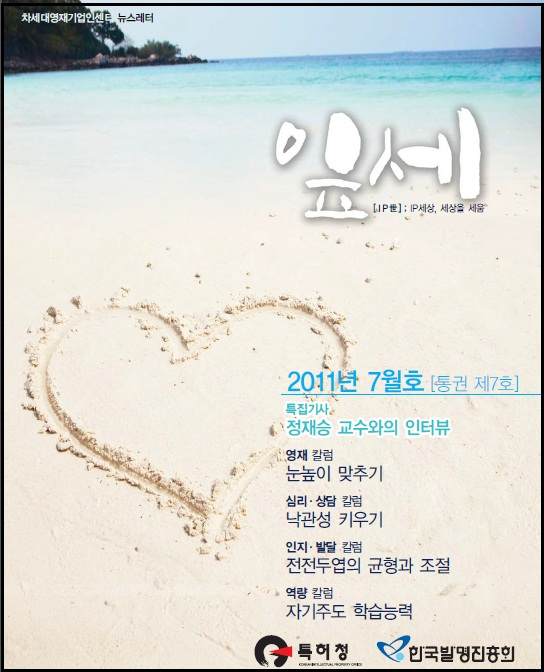 차세대영재기업인센터 뉴스레터
잎세
[.I P世] : IP세상, 세상을 세움
2011년 7월호 [통권 제7호]
특집기사
정재승 교수와의 인터뷰
영재 칼럼
눈높이 맞추기
심리·상담 칼럼
낙관성 키우기
인지·발달 칼럼
전전두엽의 균형과 조절
역량 칼럼
자기주도 학습능력
특허청
KOREAN INTELLECTUAL PROPERTY OFFICE
한국발명진흥회